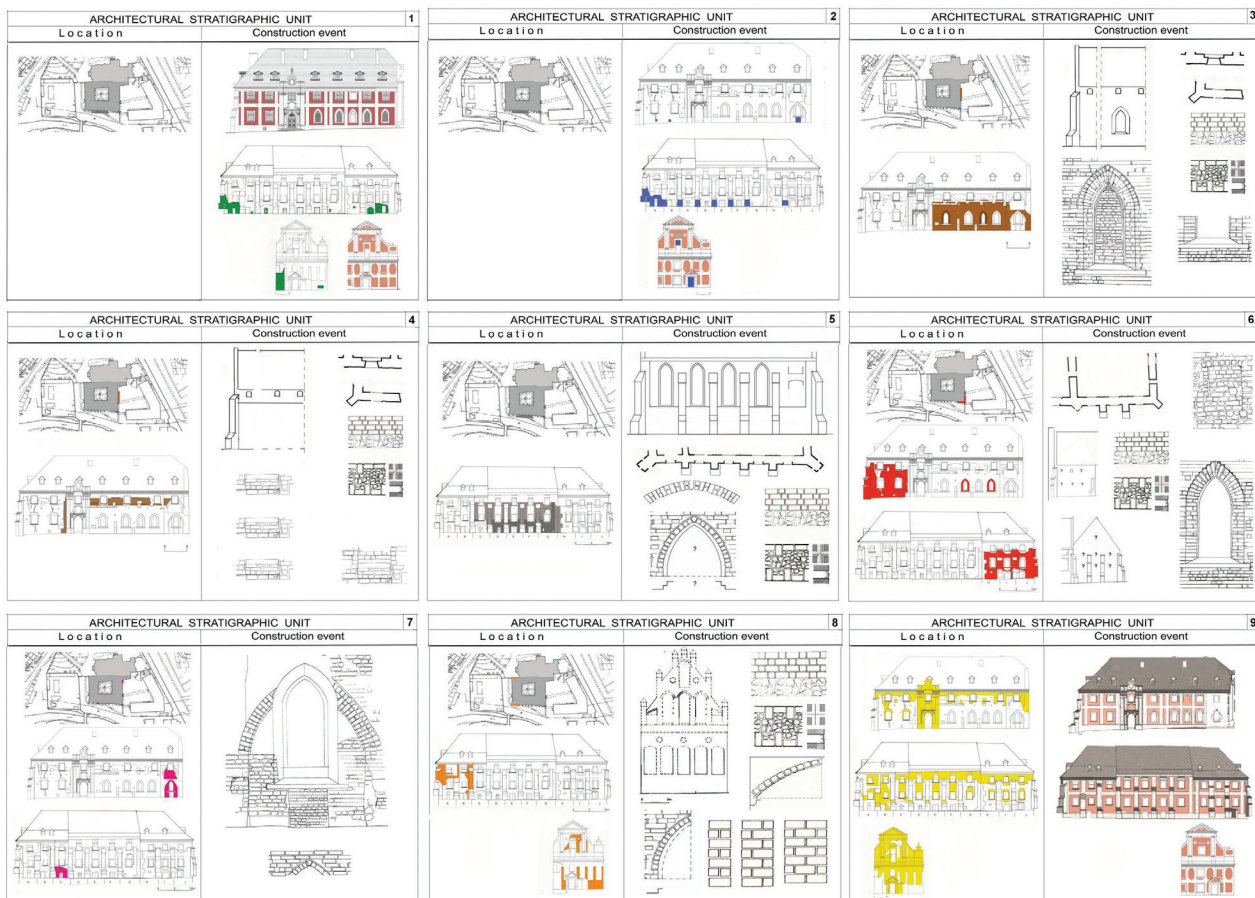 ARCHITECTURAL STRATIGRAPHIC UNIT 1
Location Construction event
ARCHITECTURAL STRATIGRAPHIC UNIT 2
Location Construction event
ARCHITECTURAL STRATIGRAPHIC UNIT 3
Location Construction event
ARCHITECTURAL STRATIGRAPHIC UNIT 4
Location Construction event
ARCHITECTURAL STRATIGRAPHIC UNIT 5
Location Construction event
?
?
ARCHITECTURAL STRATIGRAPHIC UNIT 6
Location Construction event
?
? ? ?
ARCHITECTURAL STRATIGRAPHIC UNIT 7
Location Construction event
ARCHITECTURAL STRATIGRAPHIC UNIT 8
Location Construction event
ARCHITECTURAL STRATIGRAPHIC UNIT 9
Location Construction event